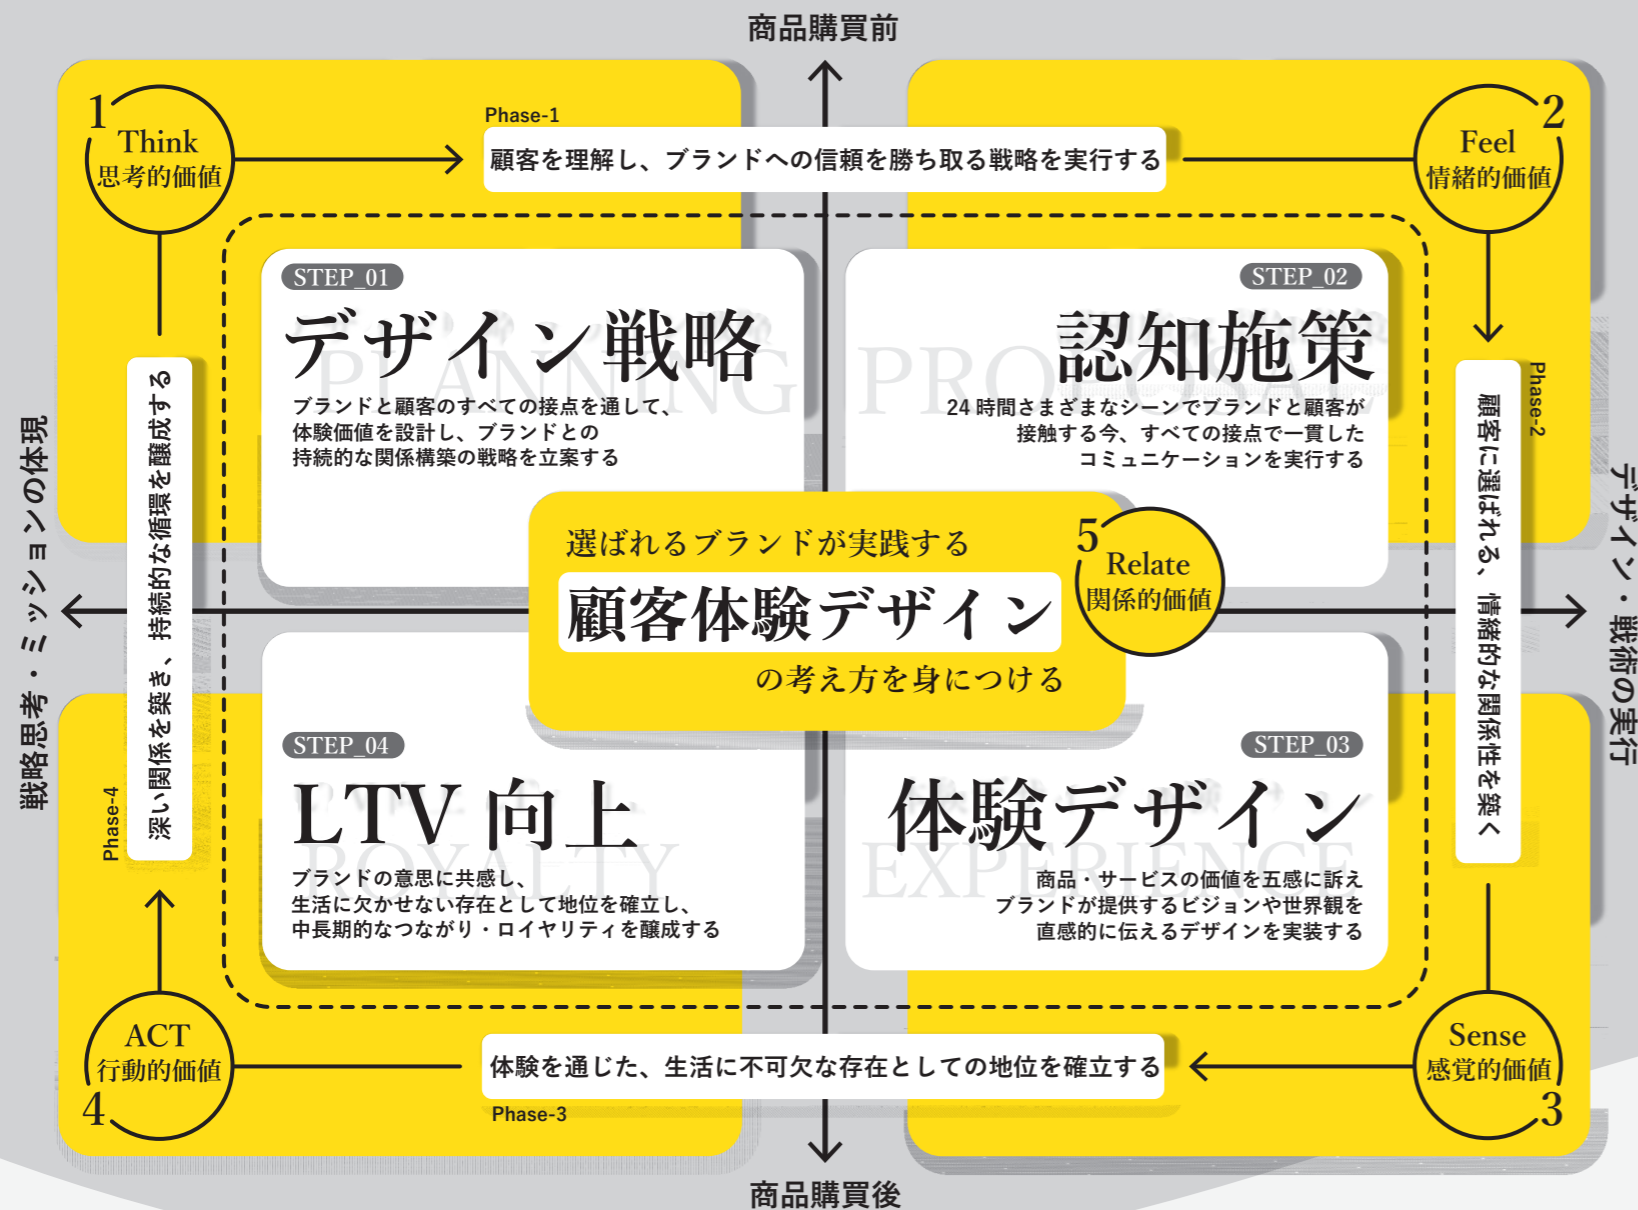 商品購買前
1
Think
思考的価値
Phase-1
顧客を理解し、ブランドへの信頼を勝ち取る戦略を実行する
2
Feel
情緒的価値
STEP_01
デザイン戦略
PLANNING
ブランドと顧客のすべての接点を通して、
体験価値を設計し、ブランドとの
持続的な関係構築の戦略を立案する
STEP_02
認知施策
24時間さまざまなシーンでブランドと顧客が
接触する今、すべての接点で一貫した
コミュニケーションを実行する
Phase-2
顧客に選ばれる、情緒的な関係性を築く
デザイン・戦術の実行
戦略思考・ミッションの体現
深い関係を築き、持続的な循環を醸成する
Phase-4
選ばれるブランドが実践する
顧客体験デザイン
の考え方を身につける
5
Relate
関係的価値
STEP_04
LTV向上
ROYALTY
ブランドの意思に共感し、
生活に欠かせない存在として地位を確立し、
中長期的なつながり・ロイヤリティを醸成する
STEP_03
体験デザイン
EXPERIENCE
商品・サービスの価値を五感に訴え
ブランドが提供するビジョンや世界観を
直感的に伝えるデザインを実装する
ACT
行動的価値
4
体験を通じた、生活に不可欠な存在としての地位を確立する
Phase-3
Sense
感覚的価値
3
商品購買後